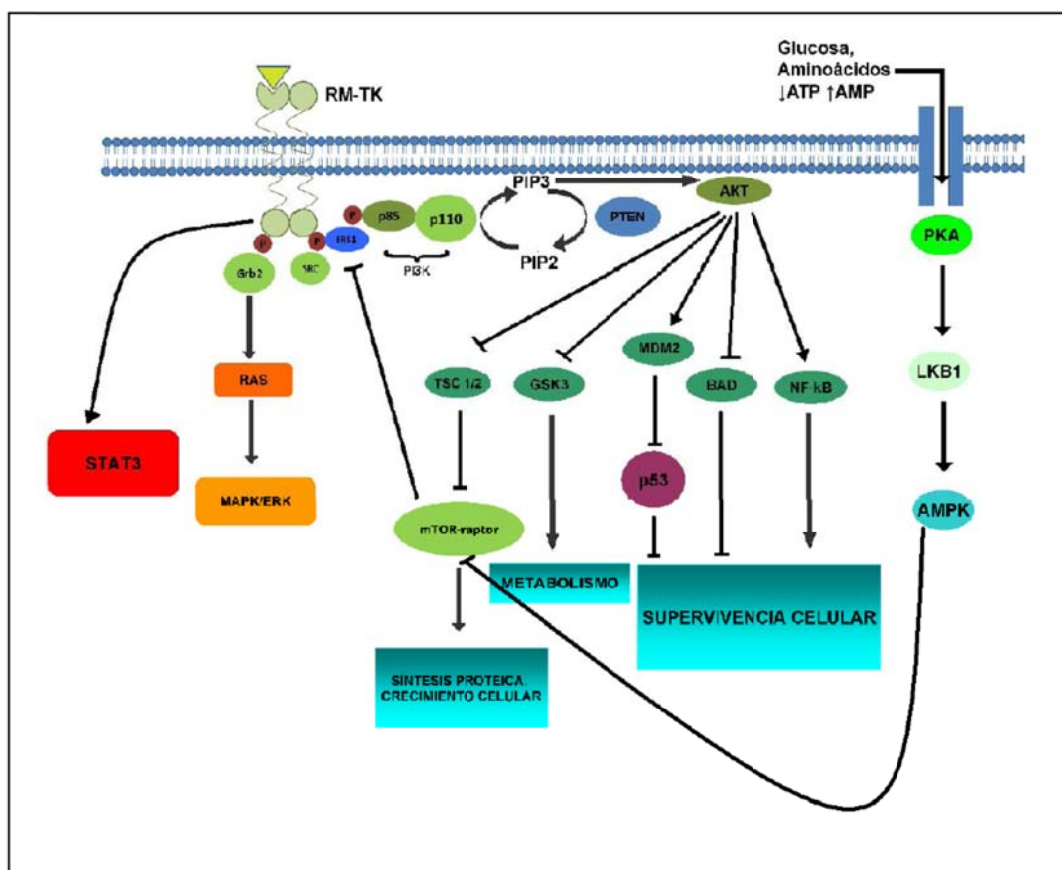 Glucosa,
Aminoácidos
↓ATP ↑AMP
RM-TK
PIP3
AKT
P
p85
p110
PTEN
PKA
P
P
IRS1
PIP2
Grb2
SRC
PI3K
MDM2
RAS
TSC 1/2
GSK3
BAD
NF kB
LKB1
STAT3
p53
MAPK/ERK
mTOR-raptor
AMPK
METABOLISMO
SUPERVIVENCIA CELULAR
SINTESIS PROTEICA,
CRECIMIENTO CELULAR